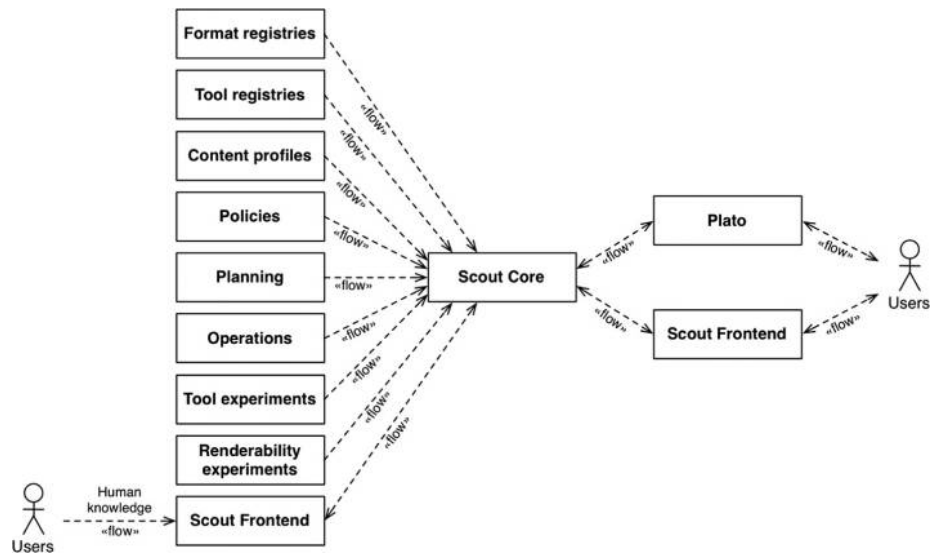 Format registries
«flow»
Tool registries
«flow»
Content profiles
«flow»
Policies
«flow»
Planning
«flow»
Operations
«flow»
Tool experiments
«flow»
Renderability
experiments
«flow»
Human
knowledge
«flow»
Users
Scout Frontend
«flow»
Scout Core
«flow»
Plato
«flow»
«flow»
Scout Frontend
«flow»
Users